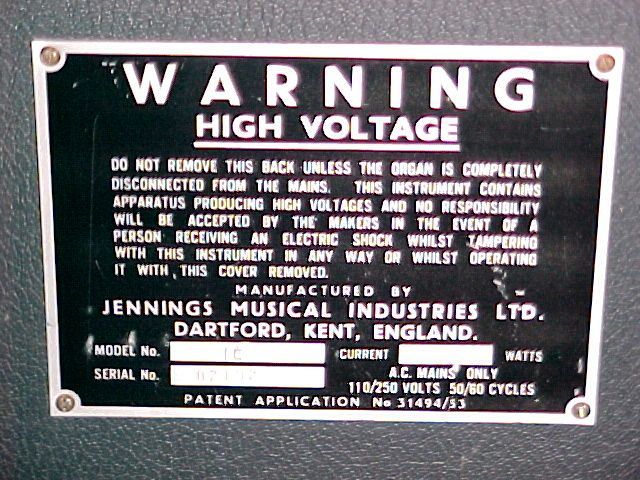 WARNING
HIGH VOLTAGE
DO NOT REMOVE THIS BACK UNLESS THE ORGAN IS COMPLETELY
DISCONNECTED FROM THE MAINS. THIS INSTRUMENT CONTAINS
APPARATUS PRODUCING HIGH VOLTAGES AND NO RESPONSIBILITY
WILL BE ACCEPTED BY THE MAKERS IN THE EVENT OF A
PERSON RECEIVING AN ELECTRIC SHOCK WHILST TAMPERING
WITH THIS INSTRUMENT IN ANY WAY OR WHILST OPERATING
IT WITH THIS COVER REMOVED.
MANUFACTURED BY
JENNINGS MUSICAL INDUSTRIES LTD.
DARTFORD, KENT, ENGLAND.
MODEL No. CURRENT WATTS
SERIAL No. A.C. MAINS ONLY
110/250 VOLTS 50/60 CYCLES
PATENT APPLICATION No 31494/53